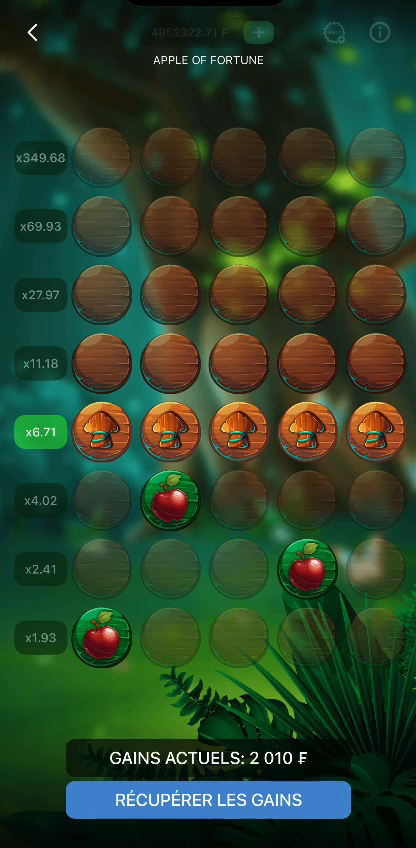 4952322.71 ₣
APPLE OF FORTUNE
x349.68
x69.93
x27.97
x11.18
x6.71
x4.02
x2.41
x1.93
GAINS ACTUELS: 2 010 ₣
RÉCUPÉRER LES GAINS